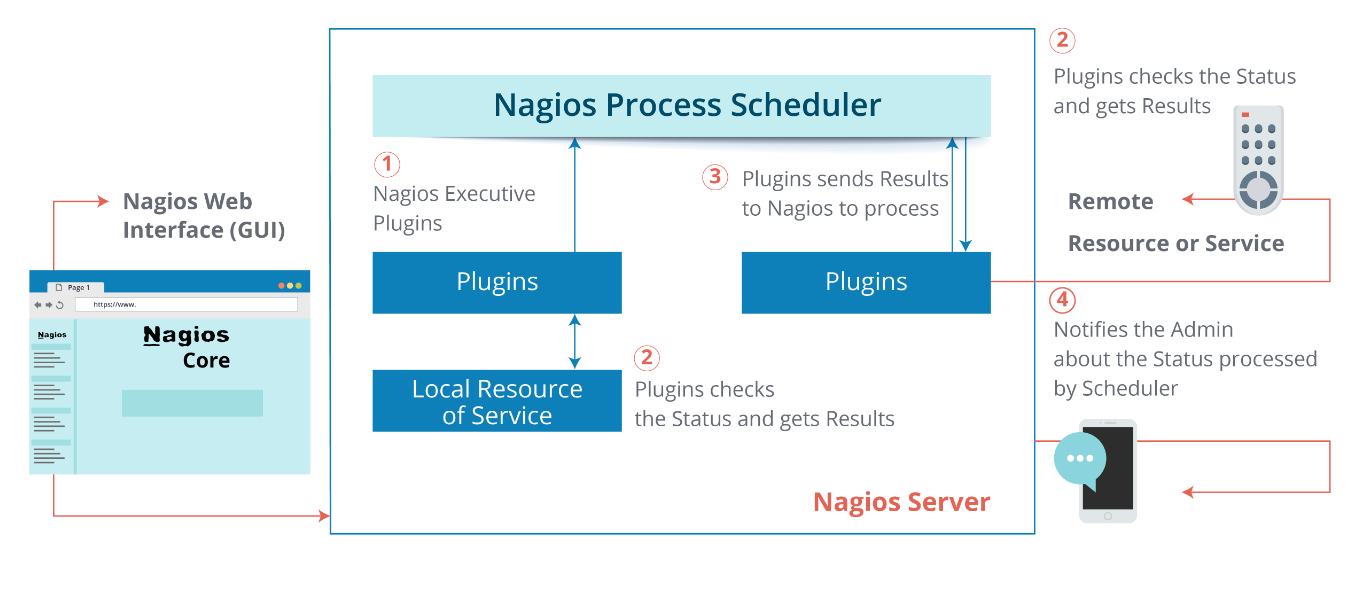 Nagios Process Scheduler
1
Nagios Executive
Plugins
3
Plugins sends Results
to Nagios to process
2
Plugins checks the Status
and gets Results
Nagios Web
Interface (GUI)
Remote
Resource or Service
Plugins
Plugins
Page 1
https://www.
Nagios
Nagios
Core
4
Notifies the Admin
about the Status processed
by Scheduler
Local Resource
of Service
2
Plugins checks
the Status and gets Results
Nagios Server